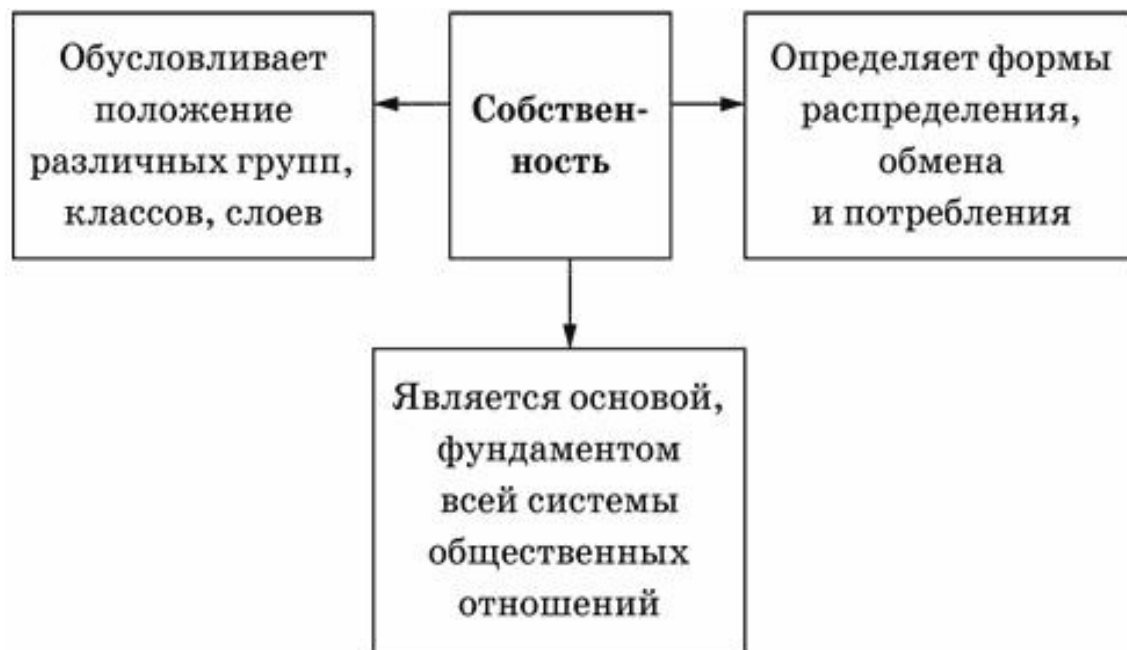 Обусловливает
положение
различных групп,
классов, слоев
Собствен-
ность
Определяет формы
распределения,
обмена
и потребления
Является основой,
фундаментом
всей системы
общественных
отношений